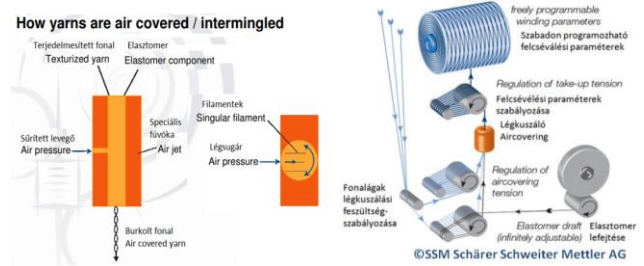 How yarns are air covered / intermingled
Terjedelmesített fonal
Texturized yarn
Elasztomer
Elastomer component
Sűrített levegő
Air pressure
Speciális
fúvóka
Air jet
Burkolt fonal
Air covered yarn
Filamentek
Singular filament
Légsugár
Air pressure
freely programmable
winding parameters
Szabadon programozható
felcsévélési paraméterek
Regulation of take-up tension
Felcsévélési paraméterek
szabályozása
Légkuszáló
Aircovering
Regulation of
aircovering
tension
Fonalágak
légkuszálási
feszültség-
szabályozása
Elastomer draft
(infinitely adjustable)
Elasztomer
lefejtése
©SSM Schärer Schweiter Mettler AG